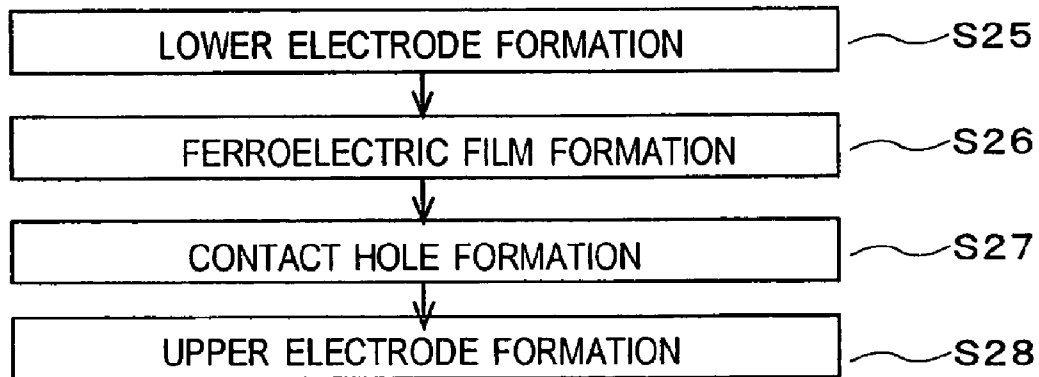 LOWER ELECTRODE FORMATION S25
FERROELECTRIC FILM FORMATION S26
CONTACT HOLE FORMATION S27
UPPER ELECTRODE FORMATION S28